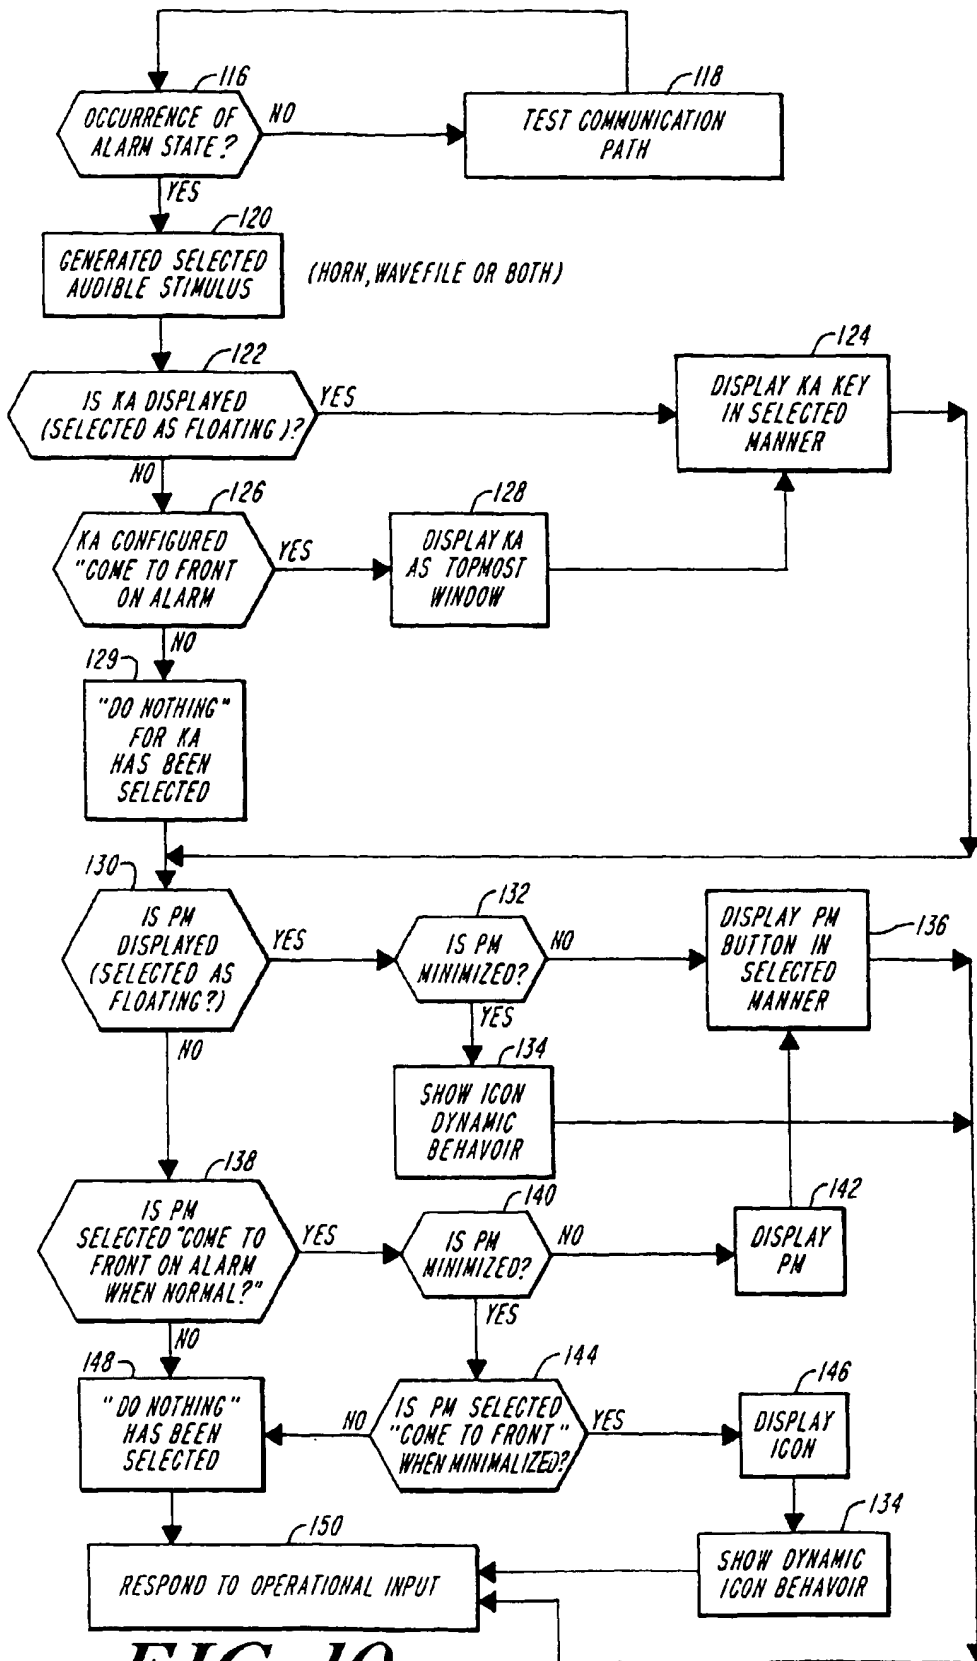 116
OCCURRENCE OF
ALARM STATE?
NO
118
TEST COMMUNICATION
PATH
YES
120
GENERATED SELECTED
AUDIBLE STIMULUS
(HORN, WAVEFILE OR BOTH)
122
IS KA DISPLAYED
(SELECTED AS FLOATING)?
YES
124
DISPLAY KA KEY
IN SELECTED
MANNER
NO
126
KA CONFIGURED
"COME TO FRONT
ON ALARM
YES
128
DISPLAY KA
AS TOPMOST
WINDOW
NO
129
"DO NOTHING"
FOR KA
HAS BEEN
SELECTED
130
IS PM
DISPLAYED
(SELECTED AS
FLOATING?)
YES
132
IS PM
MINIMIZED?
NO
DISPLAY PM
BUTTON IN
SELECTED
MANNER
136
YES
NO
134
SHOW ICON
DYNAMIC
BEHAVOIR
138
IS PM
SELECTED "COME TO
FRONT ON ALARM
WHEN NORMAL?"
YES
140
IS PM
MINIMIZED?
NO
142
DISPLAY
PM
YES
NO
148
"DO NOTHING"
HAS BEEN
SELECTED
NO
144
IS PM SELECTED
"COME TO FRONT"
WHEN MINIMALIZED?
YES
146
DISPLAY
ICON
134
SHOW DYNAMIC
ICON BEHAVOIR
150
RESPOND TO OPERATIONAL INPUT
FIG. 10